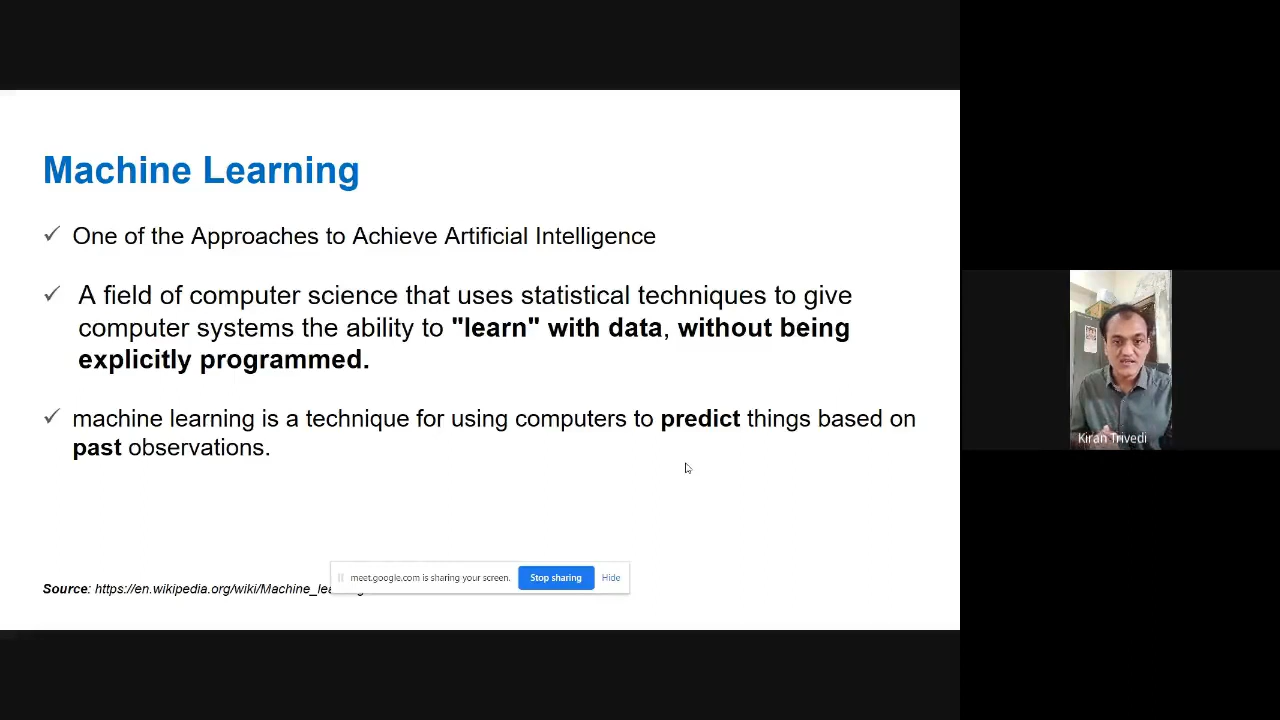 Machine Learning
✓ One of the Approaches to Achieve Artificial Intelligence
✓ A field of computer science that uses statistical techniques to give
computer systems the ability to "learn" with data, without being
explicitly programmed.
✓ machine learning is a technique for using computers to predict things based on
past observations.
Kiran Trivedi
meet.google.com is sharing your screen. Stop sharing Hide
Source: https://en.wikipedia.org/wiki/Machine_le